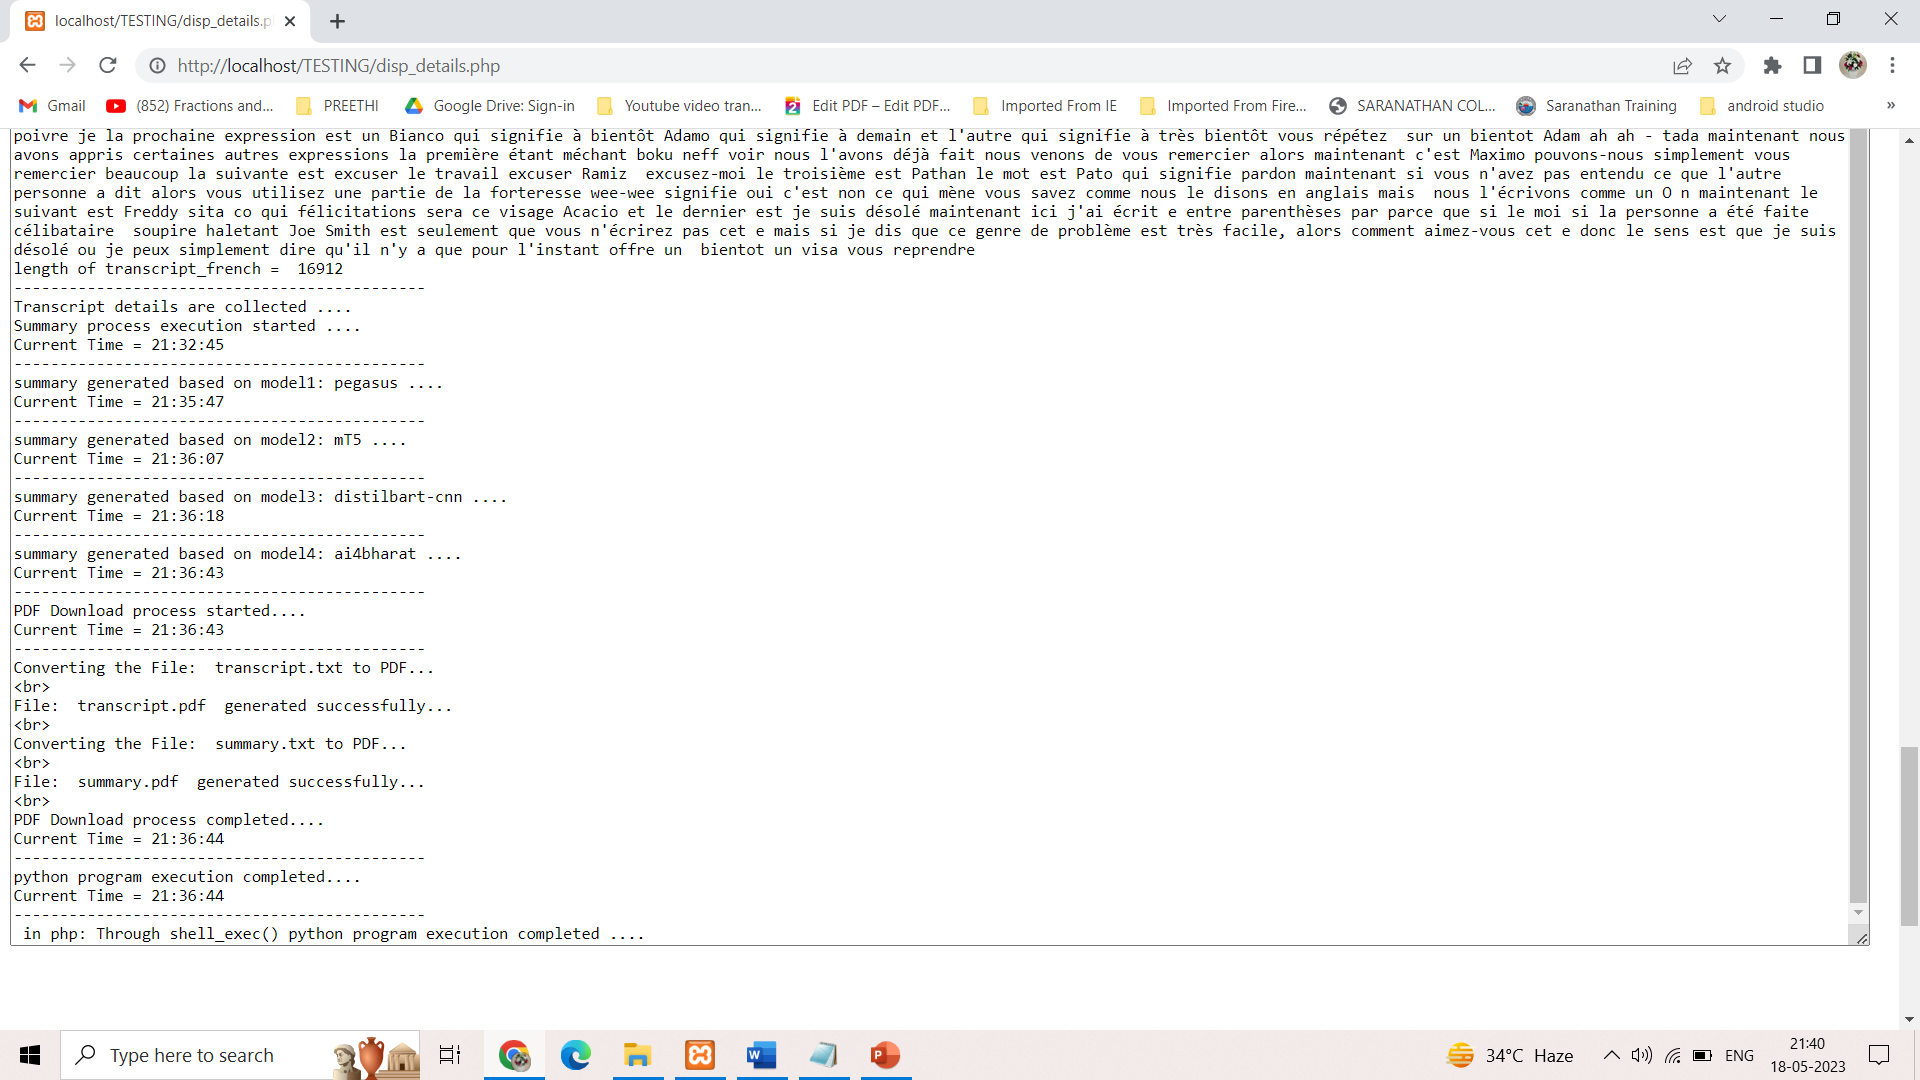 localhost/TESTING/disp_details.p
http://localhost/TESTING/disp_details.php
Gmail
(852) Fractions and...
PREETHI
Google Drive: Sign-in
Youtube video tran...
Edit PDF – Edit PDF...
Imported From IE
Imported From Fire...
SARANATHAN COL...
Saranathan Training
android studio
»
poivre je la prochaine expression est un Bianco qui signifie à bientôt Adamo qui signifie à demain et l'autre qui signifie à très bientôt vous répétez  sur un bientot Adam ah ah - tada maintenant nous
avons appris certaines autres expressions la première étant méchant boku neff voir nous l'avons déjà fait nous venons de vous remercier alors maintenant c'est Maximo pouvons-nous simplement vous
remercier beaucoup la suivante est excuser le travail excuser Ramiz  excusez-moi le troisième est Pathan le mot est Pato qui signifie pardon maintenant si vous n'avez pas entendu ce que l'autre
personne a dit alors vous utilisez une partie de la forteresse wee-wee signifie oui c'est non ce qui mène vous savez comme nous le disons en anglais mais  nous l'écrivons comme un O n maintenant le
suivant est Freddy sita co qui félicitations sera ce visage Acacio et le dernier est je suis désolé maintenant ici j'ai écrit e entre parenthèses par parce que si le moi si la personne a été faite
célibataire  soupire haletant Joe Smith est seulement que vous n'écrirez pas cet e mais si je dis que ce genre de problème est très facile, alors comment aimez-vous cet e donc le sens est que je suis
désolé ou je peux simplement dire qu'il n'y a que pour l'instant offre un  bientot un visa vous reprendre
length of transcript_french =  16912
---------------------------------------------
Transcript details are collected ....
Summary process execution started ....
Current Time = 21:32:45
---------------------------------------------
summary generated based on model1: pegasus ....
Current Time = 21:35:47
---------------------------------------------
summary generated based on model2: mT5 ....
Current Time = 21:36:07
---------------------------------------------
summary generated based on model3: distilbart-cnn ....
Current Time = 21:36:18
---------------------------------------------
summary generated based on model4: ai4bharat ....
Current Time = 21:36:43
---------------------------------------------
PDF Download process started....
Current Time = 21:36:43
---------------------------------------------
Converting the File:  transcript.txt to PDF...
<br>
File:  transcript.pdf  generated successfully...
<br>
Converting the File:  summary.txt to PDF...
<br>
File:  summary.pdf  generated successfully...
<br>
PDF Download process completed....
Current Time = 21:36:44
---------------------------------------------
python program execution completed....
Current Time = 21:36:44
---------------------------------------------
in php: Through shell_exec() python program execution completed ....
Type here to search
34°C Haze
ENG
21:40
18-05-2023